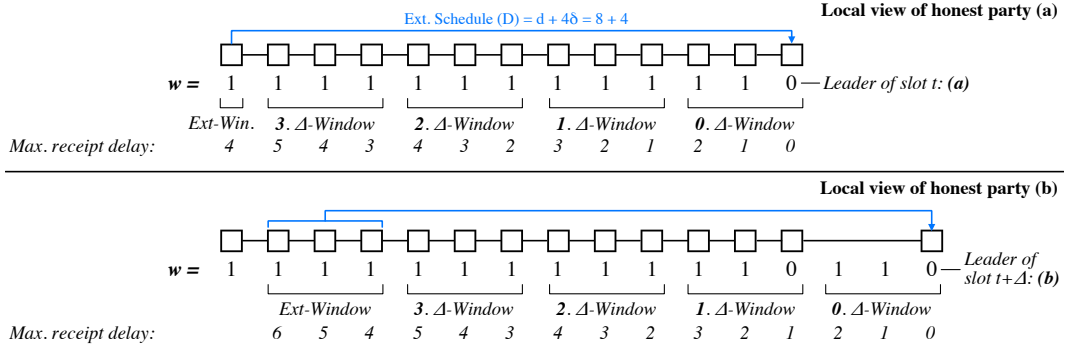 Local view of honest party (a)
Ext. Schedule (D) = d + 4δ = 8 + 4
w = 1 1 1 1 1 1 1 1 1 1 1 1 0 Leader of slot t: (a)
Ext-Win. 3. Δ-Window 2. Δ-Window 1. Δ-Window 0. Δ-Window
Max. receipt delay: 4 5 4 3 4 3 2 3 2 1 2 1 0
Local view of honest party (b)
w = 1 1 1 1 1 1 1 1 1 1 1 1 0 1 1 0 Leader of
slot t+Δ: (b)
Ext-Window 3. Δ-Window 2. Δ-Window 1. Δ-Window 0. Δ-Window
Max. receipt delay: 6 5 4 5 4 3 4 3 2 3 2 1 2 1 0